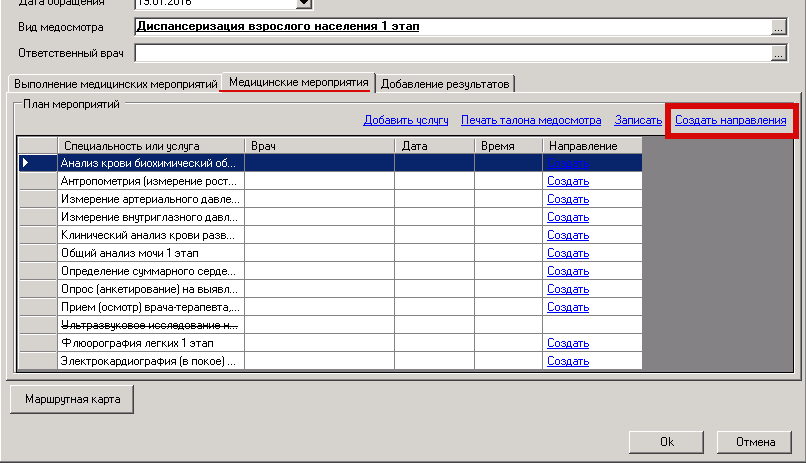 Дата обращения 19.01.2016
Вид медосмотра Диспансеризация взрослого населения 1 этап ...
Ответственный врач ...
Выполнение медицинских мероприятий Медицинские мероприятия Добавление результатов
План мероприятий
Добавить услугу Печать талона медосмотра Записать Создать направления
Специальность или услуга Врач Дата Время Направление
Анализ крови биохимический об... Создать
Антропометрия (измерение рост... Создать
Измерение артериального давле... Создать
Измерение внутриглазного давл... Создать
Клинический анализ крови разв... Создать
Общий анализ мочи 1 этап Создать
Определение суммарного серде... Создать
Опрос (анкетирование) на выявл... Создать
Прием (осмотр) врача-терапевта,... Создать
Ультразвуковое исследование н...
Флюорография легких 1 этап Создать
Электрокардиография (в покое) ... Создать
Маршрутная карта
Ok Отмена